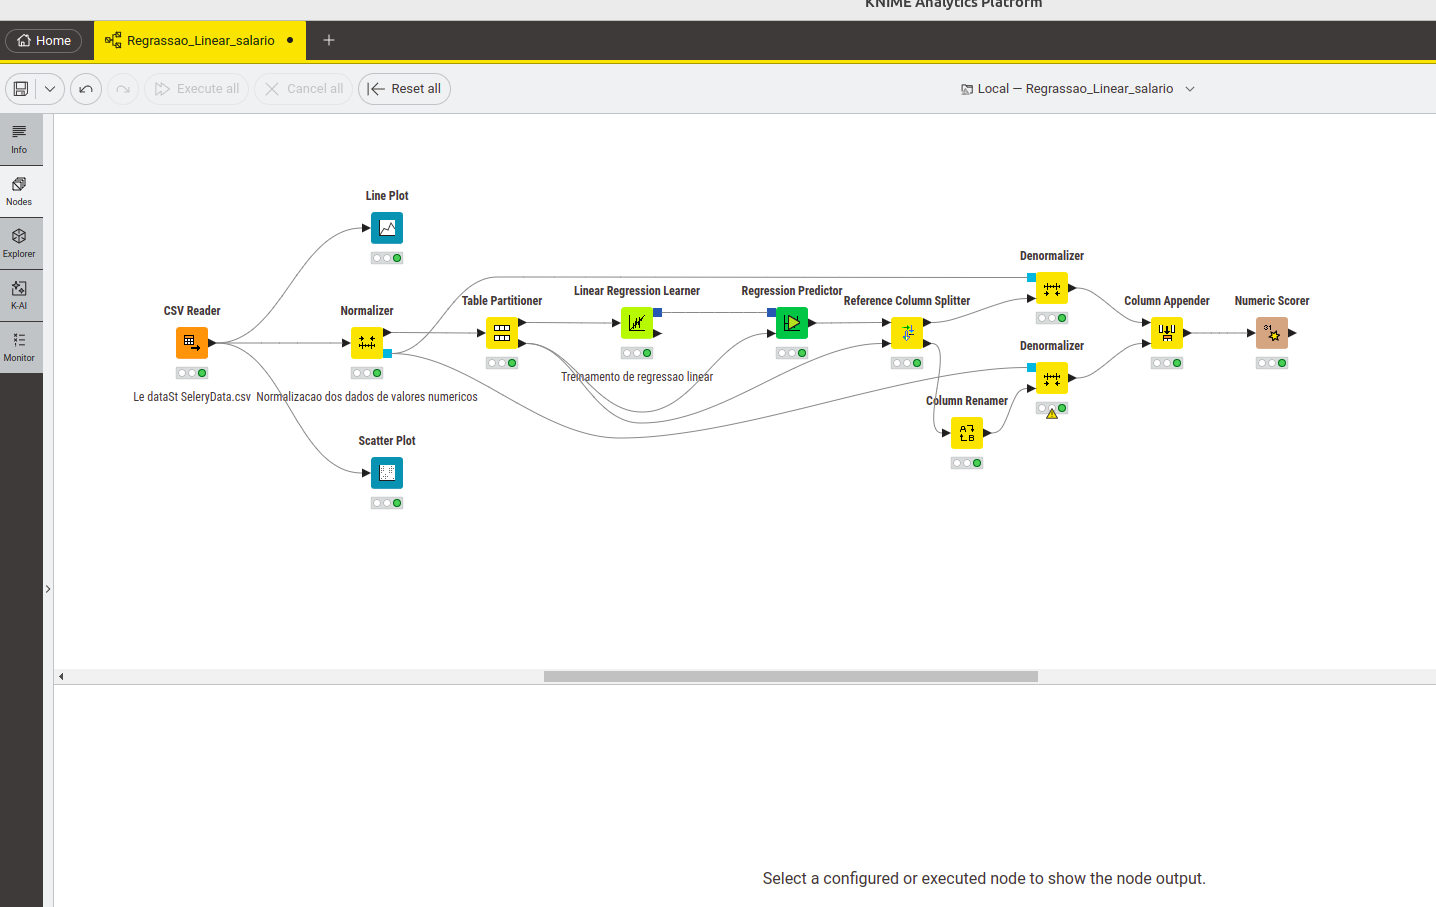 KNIME Analytics Platform
Home
Regrassao_Linear_salario
Execute all
Cancel all
Reset all
Local — Regrassao_Linear_salario
Info
Nodes
Explorer
K-AI
Monitor
Line Plot
Denormalizer
Linear Regression Learner
Regression Predictor
Table Partitioner
Reference Column Splitter
Column Appender
Numeric Scorer
CSV Reader
Normalizer
Denormalizer
Treinamento de regressao linear
Le dataSt SeleryData.csv
Normalizacao dos dados de valores numericos
Column Renamer
Scatter Plot
Select a configured or executed node to show the node output.